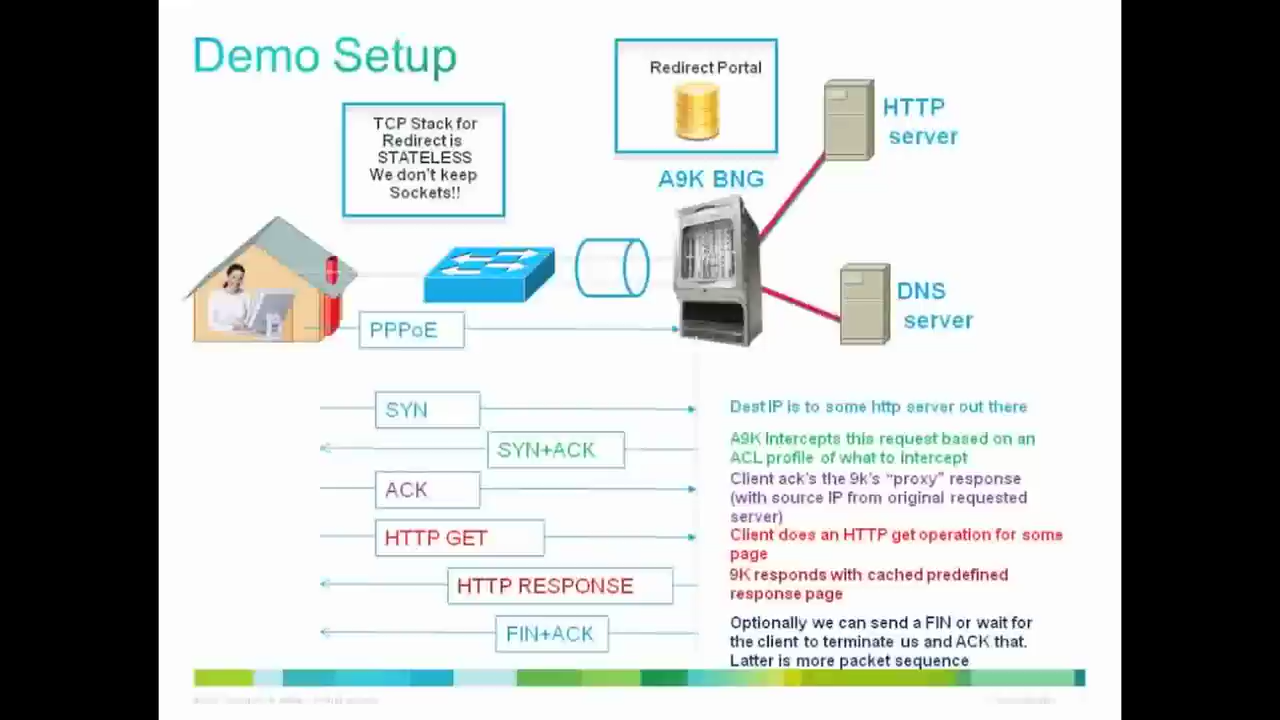 Demo Setup
Redirect Portal
TCP Stack for
Redirect is
STATELESS
We don't keep
Sockets!!
HTTP
server
A9K BNG
DNS
server
PPPoE
SYN
Dest IP is to some http server out there
SYN+ACK
A9K Intercepts this request based on an
ACL profile of what to intercept
ACK
Client ack's the 9k's "proxy" response
(with source IP from original requested
server)
HTTP GET
Client does an HTTP get operation for some
page
HTTP RESPONSE
9K responds with cached predefined
response page
FIN+ACK
Optionally we can send a FIN or wait for
the client to terminate us and ACK that.
Latter is more packet sequence